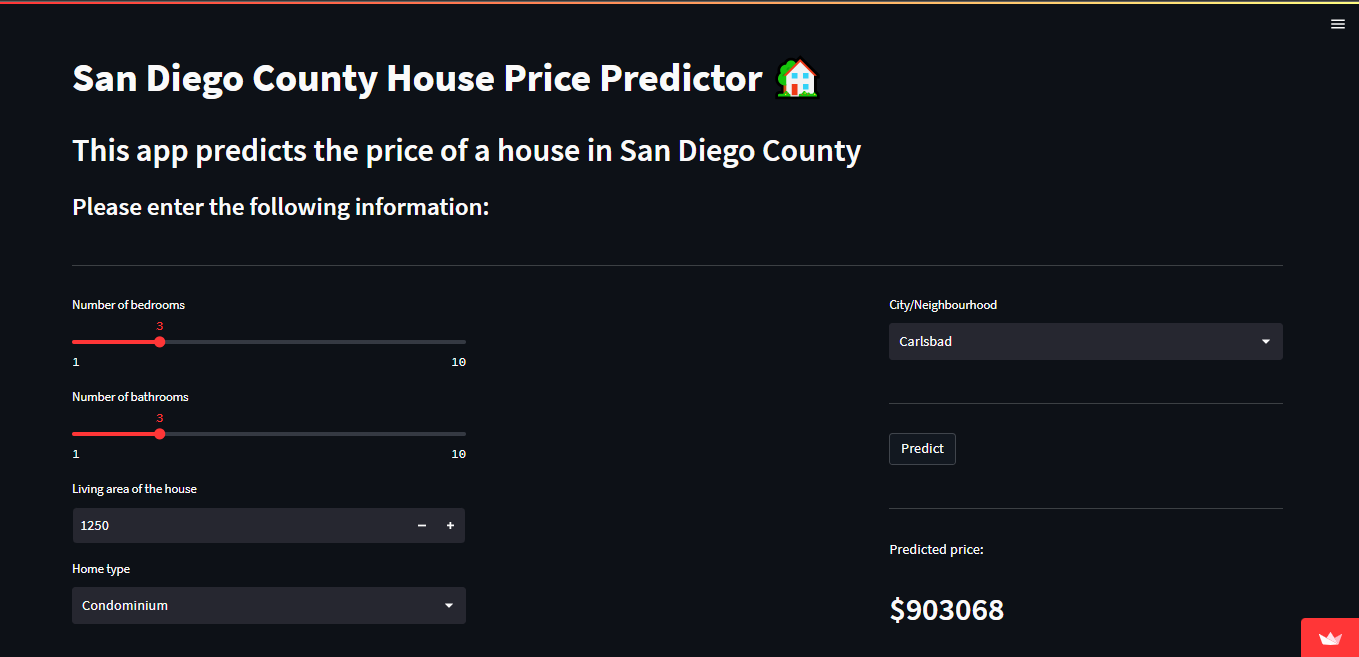 San Diego County House Price Predictor
This app predicts the price of a house in San Diego County
Please enter the following information:
Number of bedrooms
3
1 10
Number of bathrooms
3
1 10
Living area of the house
1250
Home type
Condominium
City/Neighbourhood
Carlsbad
Predict
Predicted price:
$903068